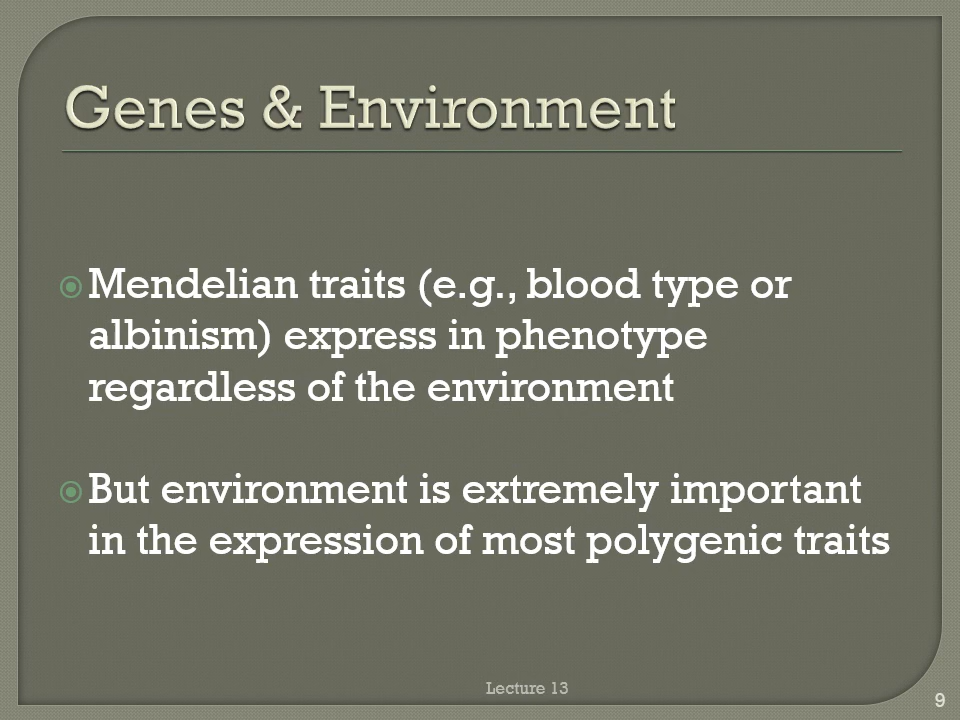 Genes & Environment
Mendelian traits (e.g., blood type or
albinism) express in phenotype
regardless of the environment
But environment is extremely important
in the expression of most polygenic traits
Lecture 13
9